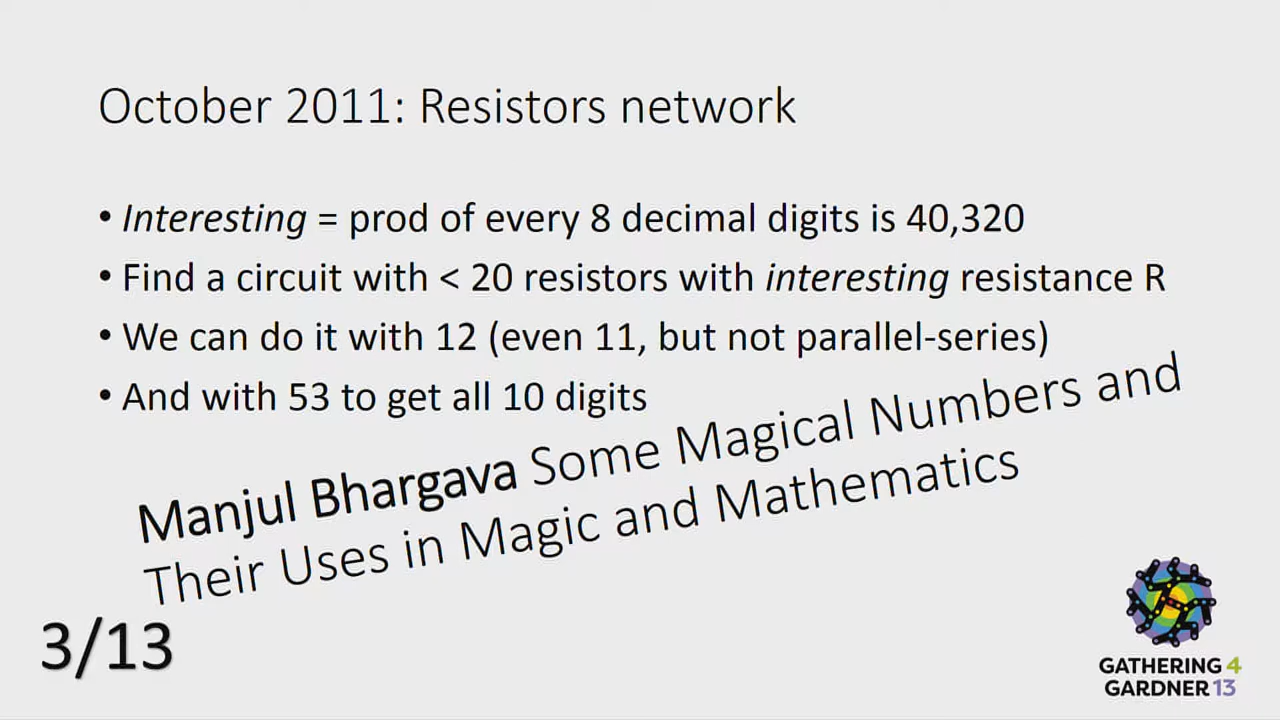 October 2011: Resistors network
• Interesting = prod of every 8 decimal digits is 40,320
• Find a circuit with < 20 resistors with interesting resistance R
• We can do it with 12 (even 11, but not parallel-series)
• And with 53 to get all 10 digits
Manjul Bhargava Some Magical Numbers and
Their Uses in Magic and Mathematics
3/13
GATHERING 4
GARDNER 13